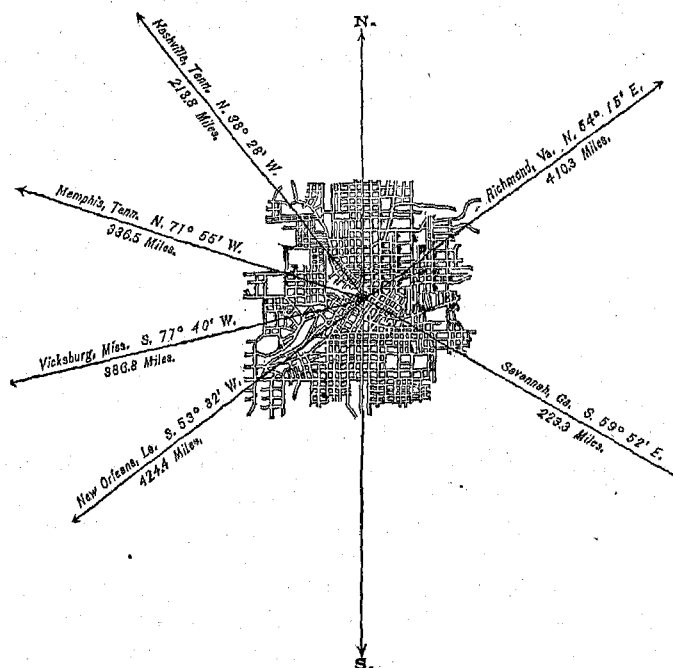 N.
Nashville, Tenn. N. 38° 28' W.
213.8 Miles.
Richmond, Va. N. 54° 15' E.
410.3 Miles.
Memphis, Tenn. N. 71° 55' W.
336.5 Miles.
Vicksburg, Miss. S. 77° 40' W.
386.8 Miles.
Savannah, Ga. S. 59° 52' E.
223.3 Miles.
New Orleans, La. S. 53° 32' W.
424.4 Miles.
S.